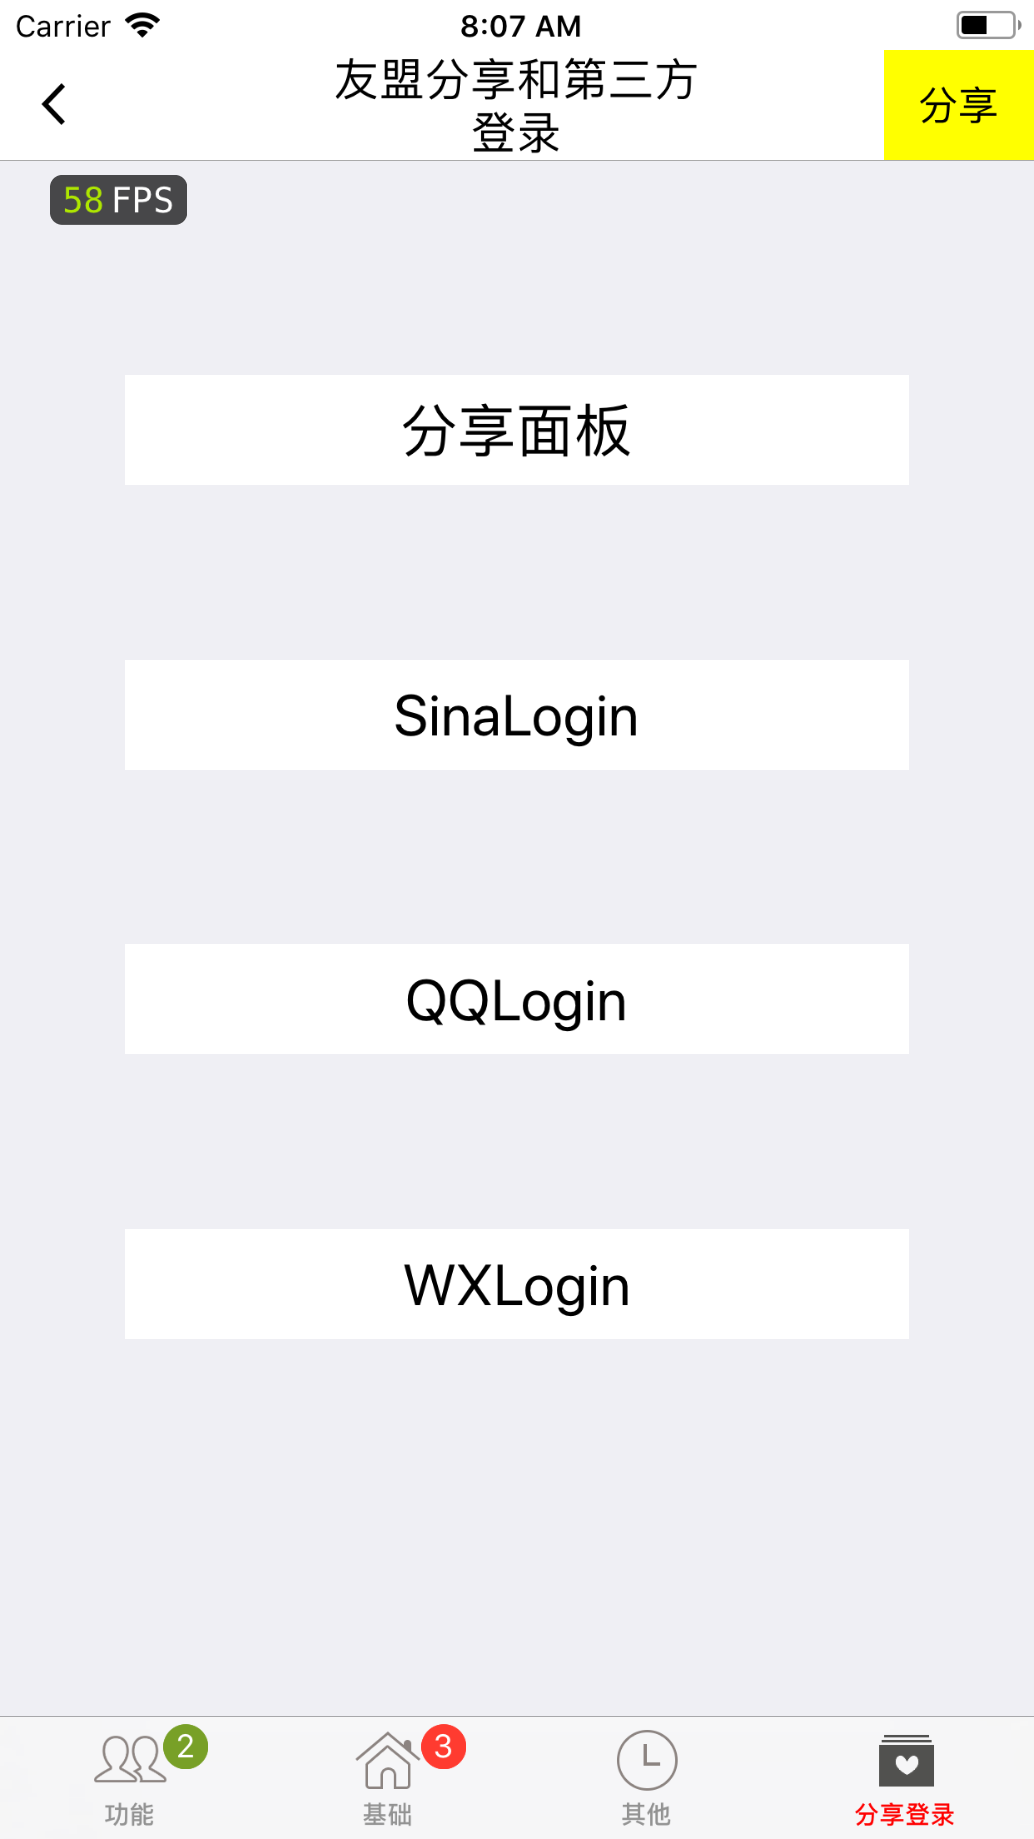 Carrier 8:07 AM
友盟分享和第三方
登录
分享
58 FPS
分享面板
SinaLogin
QQLogin
WXLogin
2
3
功能
基础
其他
分享登录